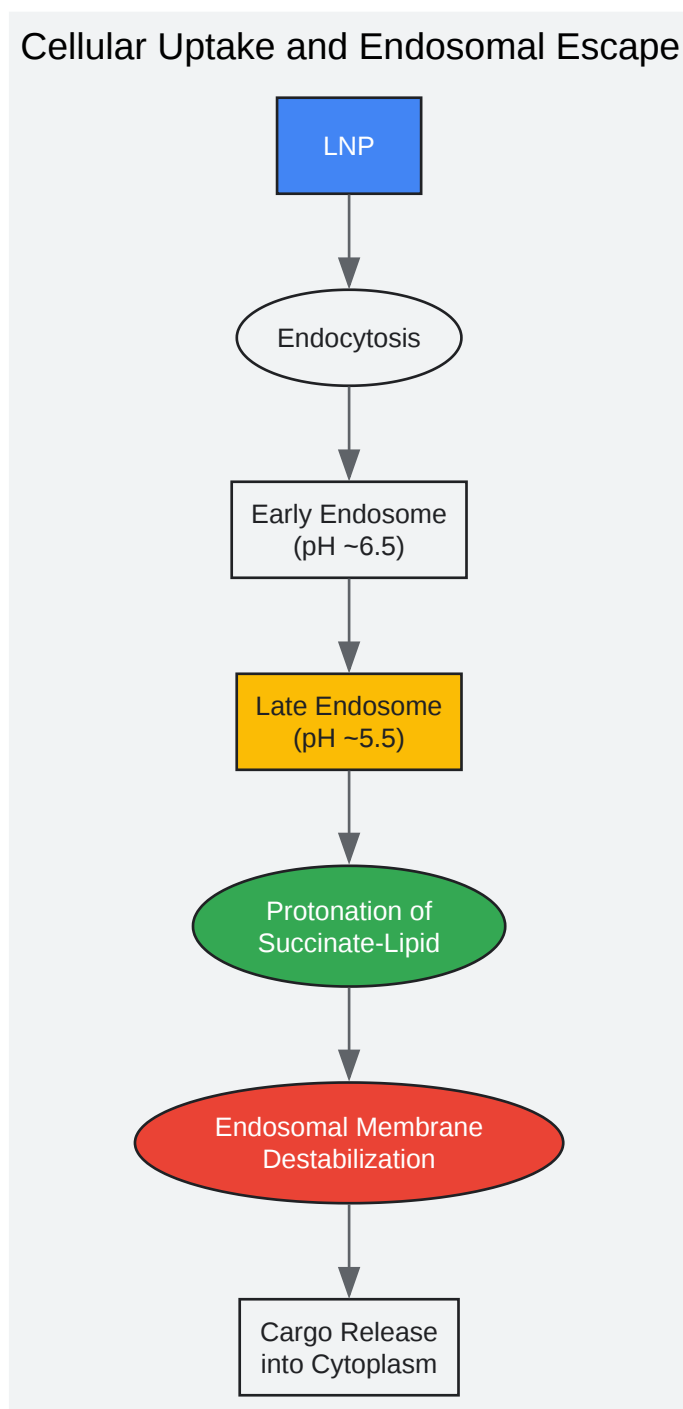 Cellular Uptake and Endosomal Escape
LNP
Endocytosis
Early Endosome
(pH ~6.5)
Late Endosome
(pH ~5.5)
Protonation of
Succinate-Lipid
Endosomal Membrane
Destabilization
Cargo Release
into Cytoplasm